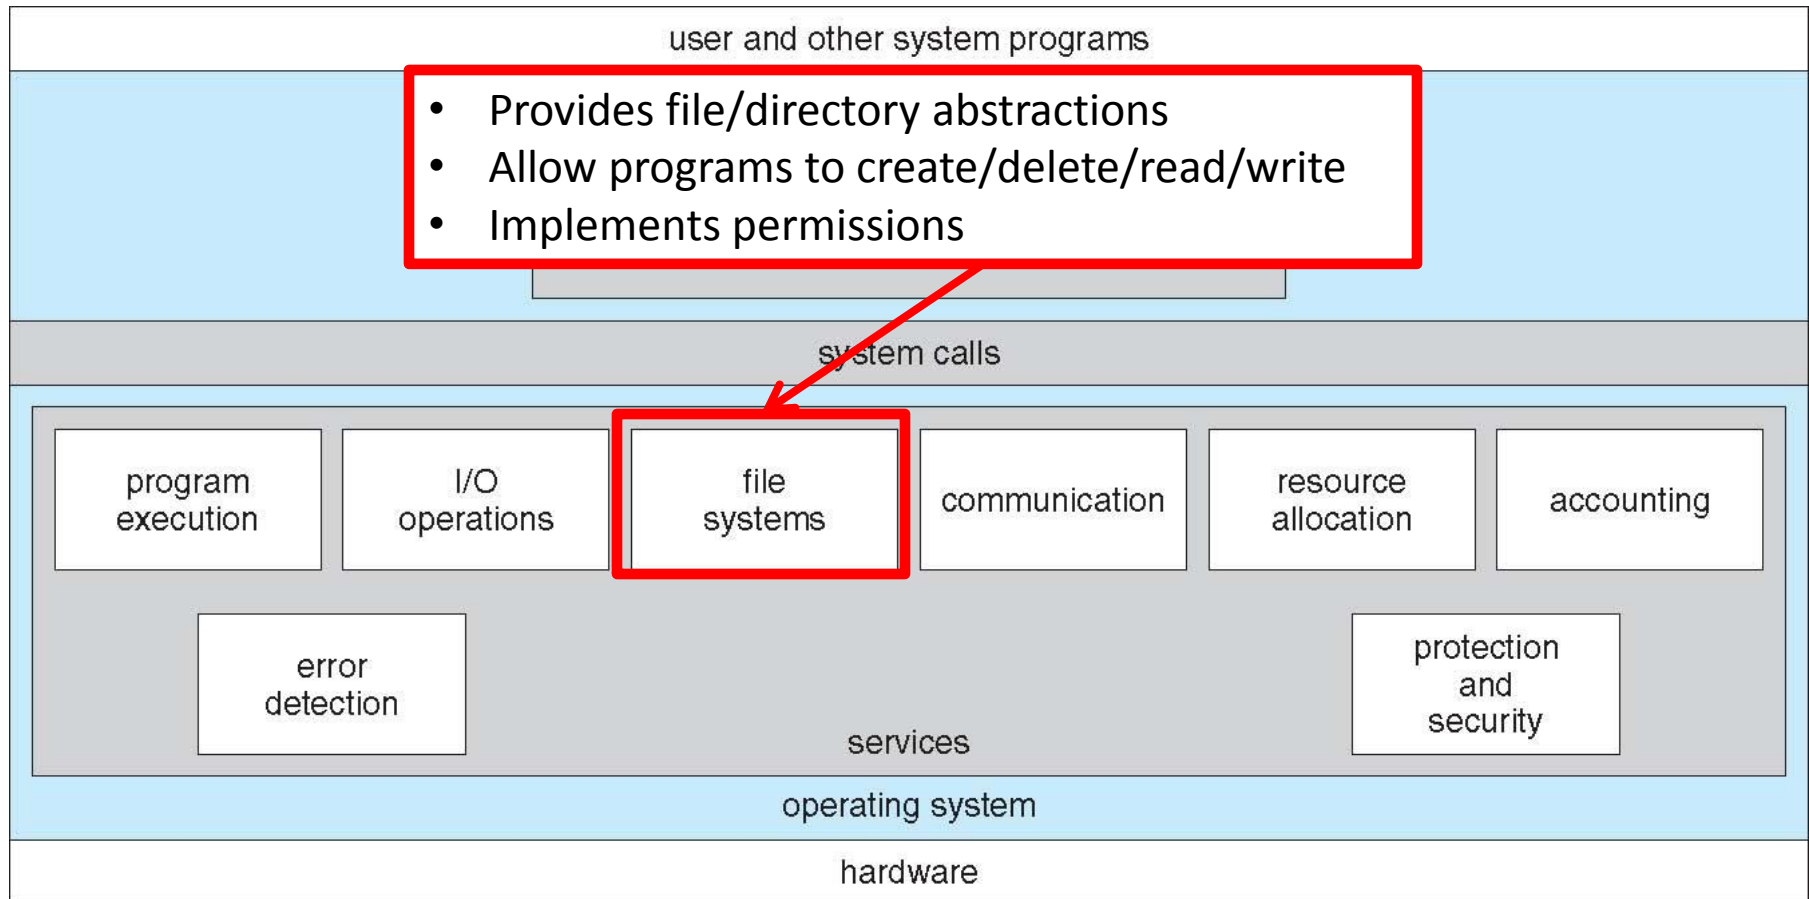 user and other system programs
• Provides file/directory abstractions
• Allow programs to create/delete/read/write
• Implements permissions
system calls
program
execution
I/O
operations
file
systems
communication
resource
allocation
accounting
error
detection
protection
and
security
services
operating system
hardware